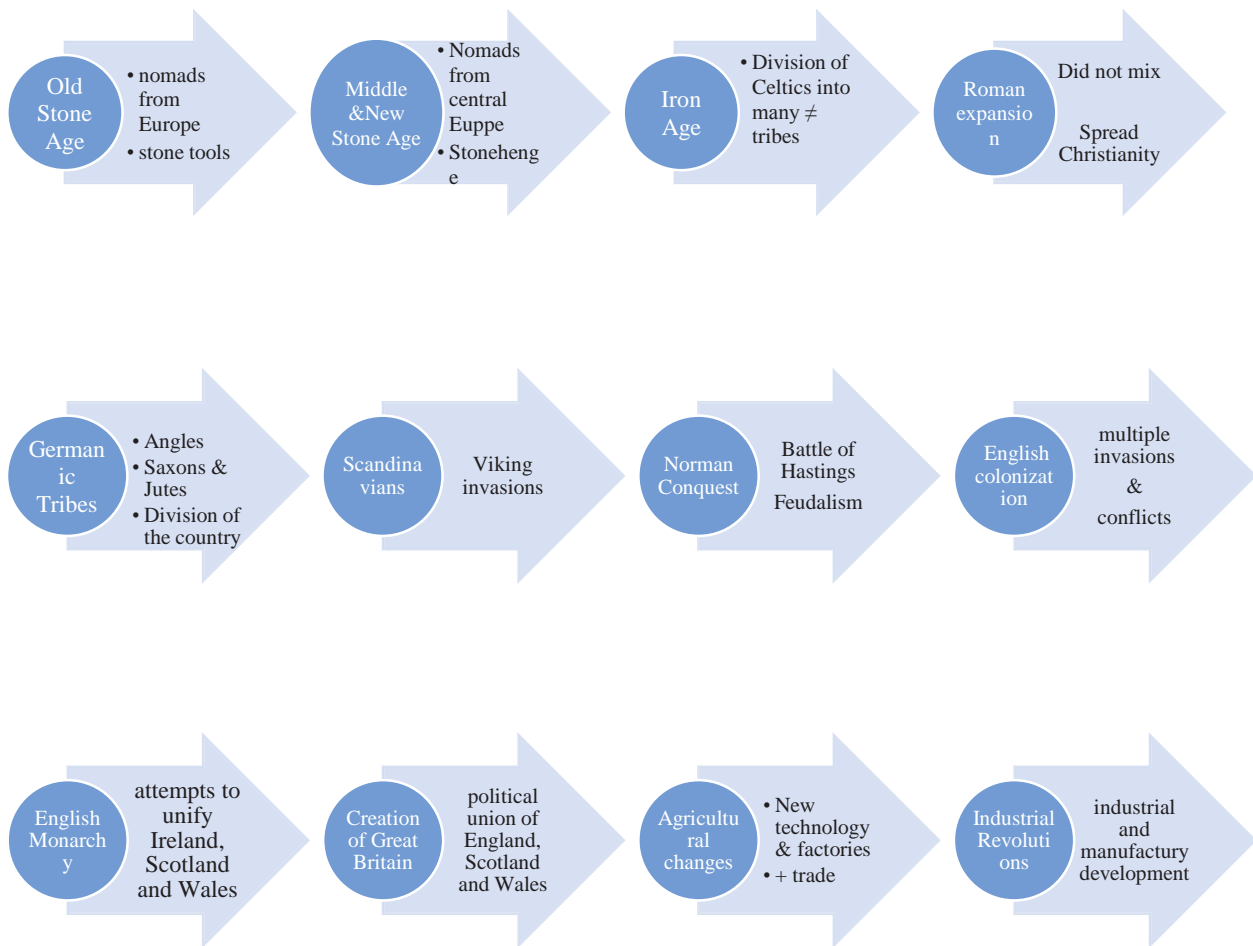 Old
Stone
Age
• nomads
from
Europe
• stone tools
Middle
&New
Stone Age
• Nomads
from
central
Euppe
• Stoneheng
e
Iron
Age
• Division of
Celtics into
many ≠
tribes
Roman
expansio
n
Did not mix
Spread
Christianity
German
ic
Tribes
• Angles
• Saxons &
Jutes
• Division of
the country
Scandina
vians
Viking
invasions
Norman
Conquest
Battle of
Hastings
Feudalism
English
colonizat
ion
multiple
invasions
&
conflicts
English
Monarch
y
attempts to
unify
Ireland,
Scotland
and Wales
Creation
of Great
Britain
political
union of
England,
Scotland
and Wales
Agricultu
ral
changes
• New
technology
& factories
• + trade
Industrial
Revoluti
ons
industrial
and
manufactury
development